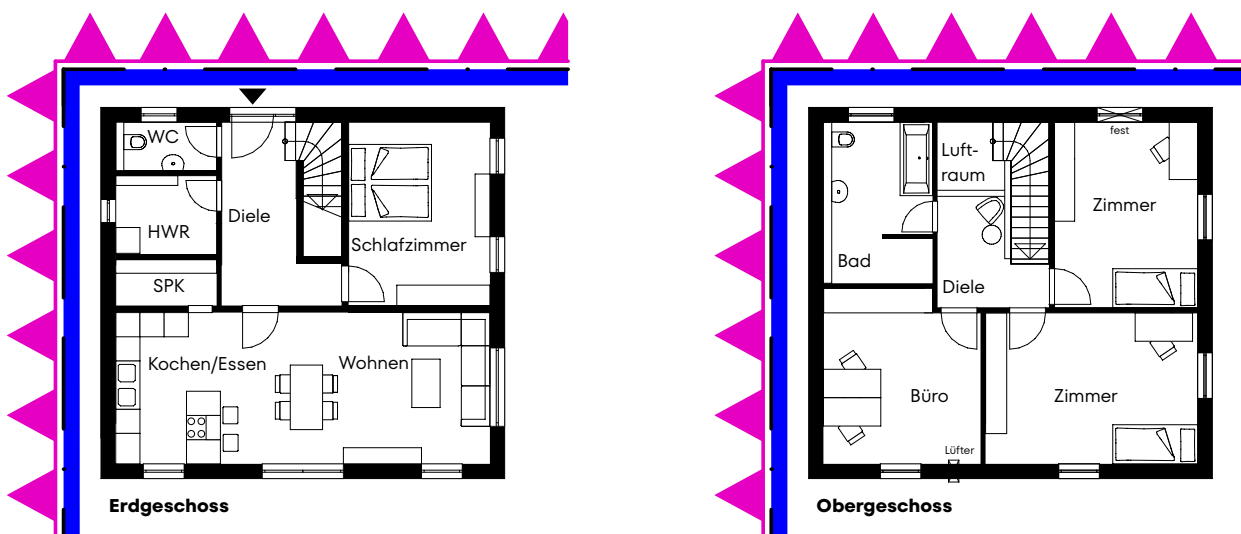 WC
Diele
HWR
Schlafzimmer
SPK
Kochen/Essen
Wohnen
Erdgeschoss
fest
Luft-
raum
Zimmer
Bad
Diele
Büro
Zimmer
Lüfter
Obergeschoss